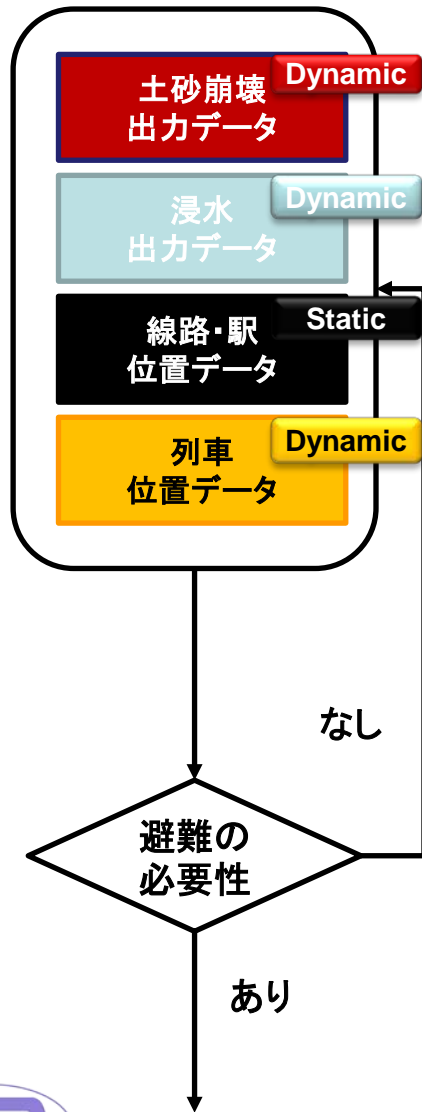 土砂崩壊
出力データ
Dynamic
浸水
出力データ
Dynamic
線路・駅
位置データ
Static
列車
位置データ
Dynamic
なし
避難の
必要性
あり